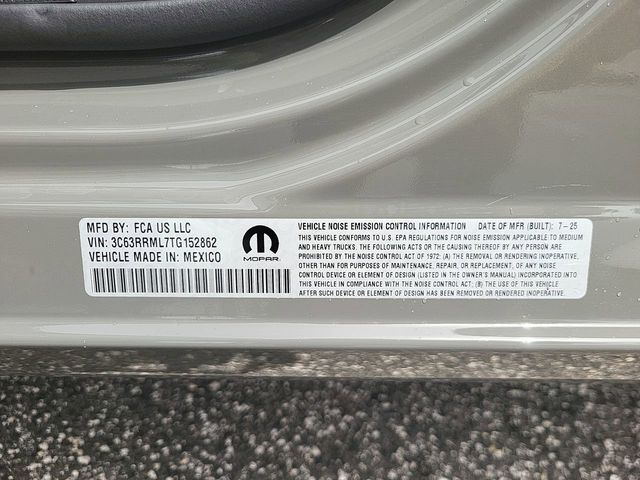 MFD BY: FCA US LLC
VIN: 3C63RRML7TG152862
VEHICLE MADE IN: MEXICO
MOPAR
VEHICLE NOISE EMISSION CONTROL INFORMATION DATE OF MFR (BUILT): 7-25
THIS VEHICLE CONFORMS TO U.S. EPA REGULATIONS FOR NOISE EMISSION APPLICABLE TO MEDIUM
AND HEAVY TRUCKS. THE FOLLOWING ACTS OR THE CAUSING THEREOF BY ANY PERSON ARE
PROHIBITED BY THE NOISE CONTROL ACT OF 1972; (A) THE REMOVAL OR RENDERING INOPERATIVE,
OTHER THAN FOR PURPOSES OF MAINTENANCE, REPAIR, OR REPLACEMENT, OF ANY NOISE
CONTROL DEVICE OR ELEMENT OF DESIGN (LISTED IN THE OWNER'S MANUAL) INCORPORATED INTO
THIS VEHICLE IN COMPLIANCE WITH THE NOISE CONTROL ACT; (B) THE USE OF THIS VEHICLE
AFTER SUCH DEVICE OR ELEMENT OF DESIGN HAS BEEN REMOVED OR RENDERED INOPERATIVE.